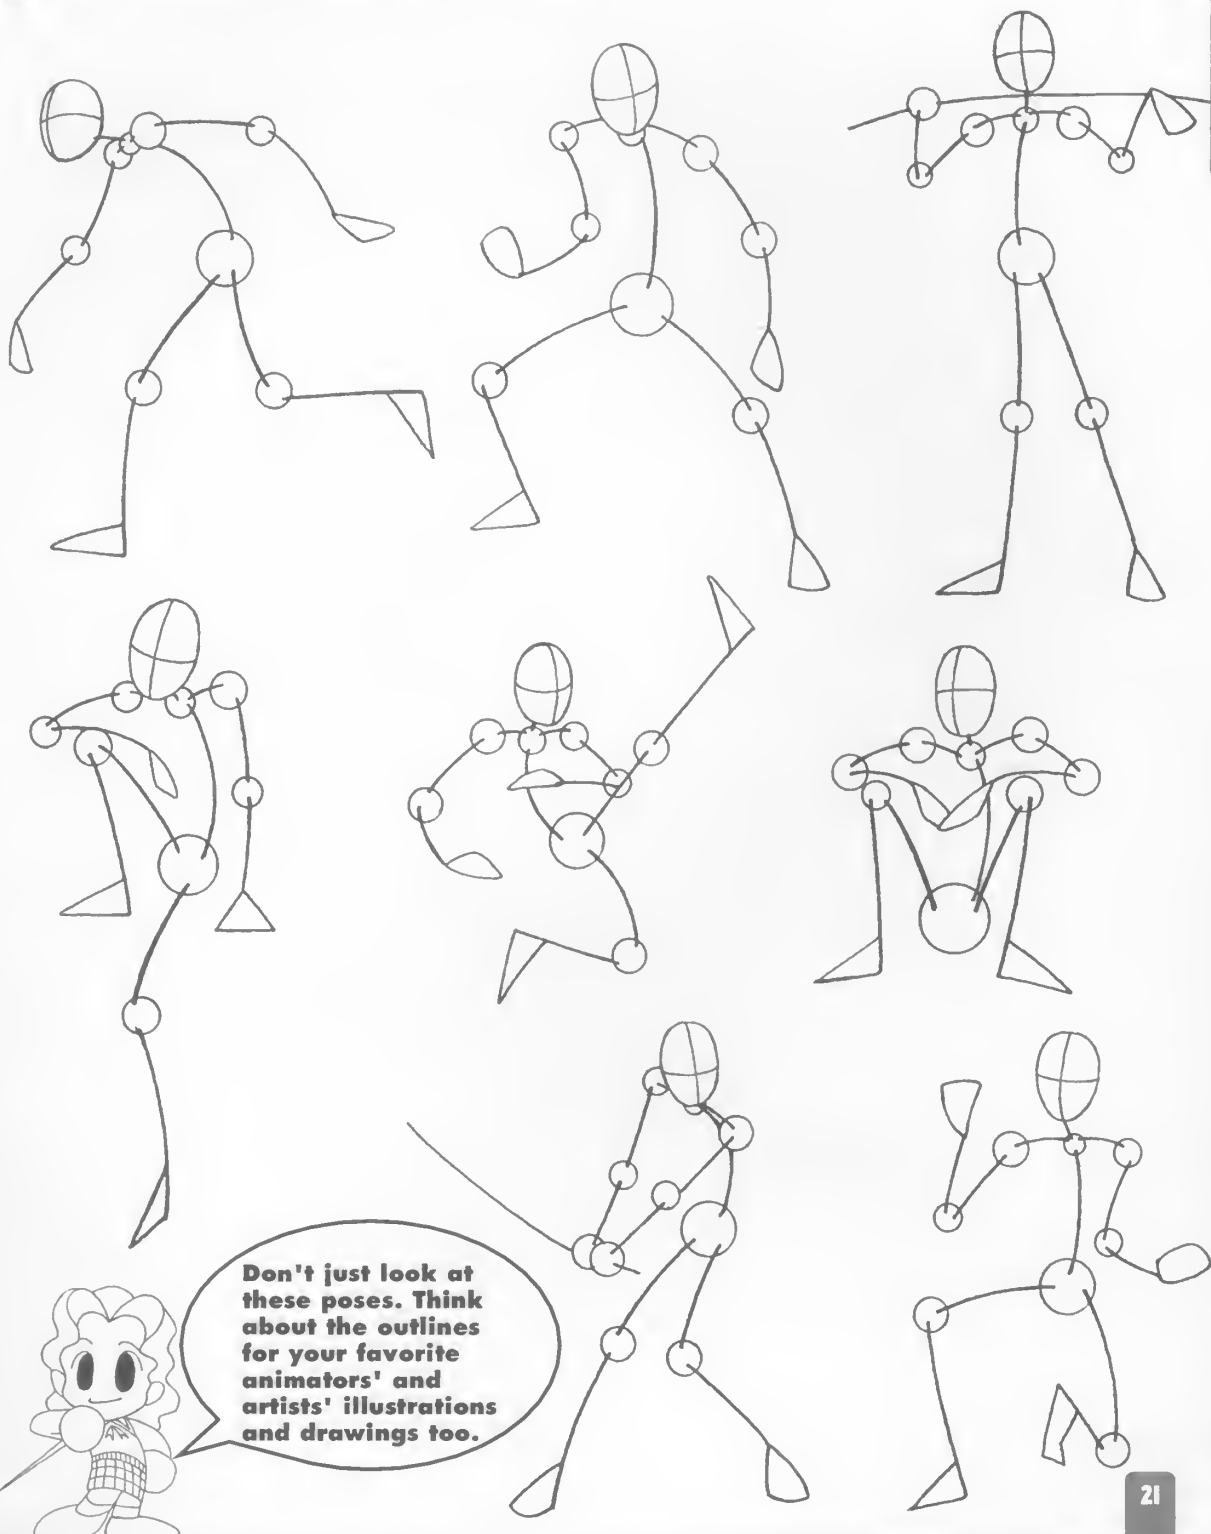 Don't just look at
these poses. Think
about the outlines
for your favorite
animators' and
artists' illustrations
and drawings too.
21